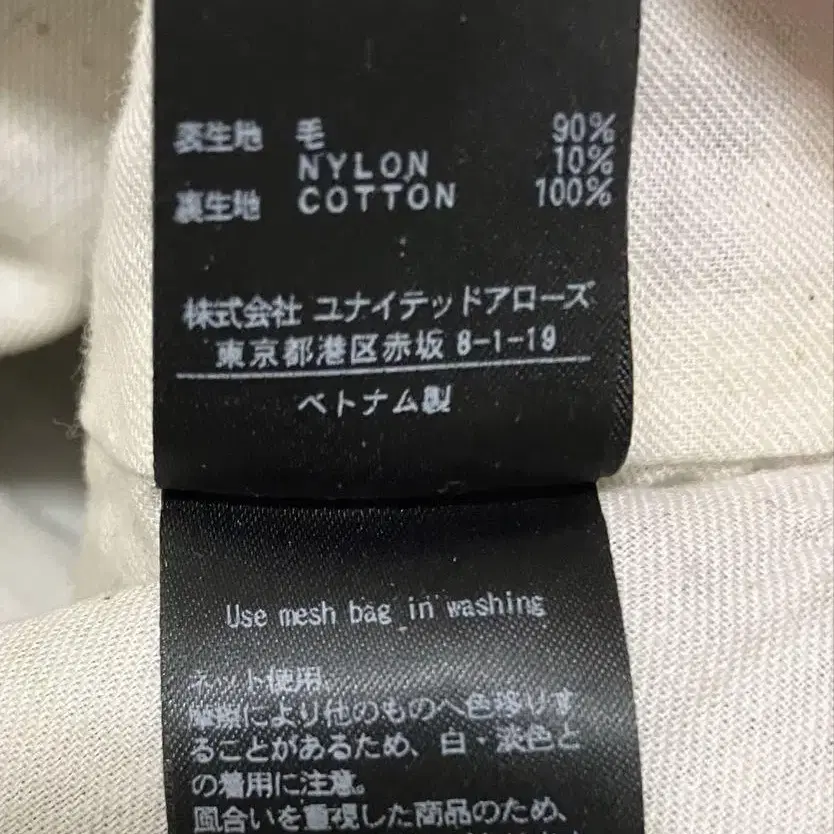 表生地 毛 90%
NYLON 10%
裏生地 COTTON 100%
株式会社 ユナイテッドアローズ
東京都港区赤坂 8-1-19
ベトナム製
Use mesh bag in washing
ネット使用。
摩擦により他のものへ色移りす
ることがあるため、白・淡色と
の着用に注意。
風合いを重視した商品のため、